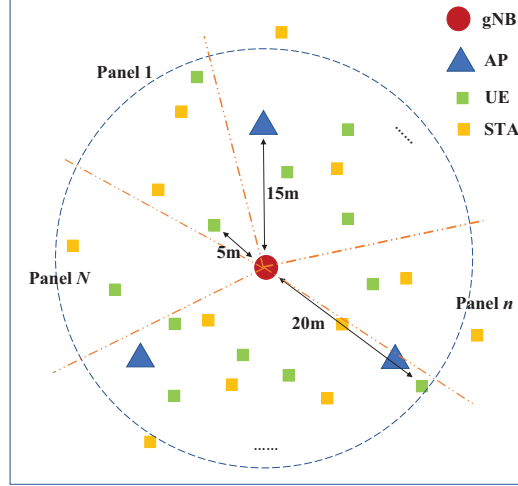 gNB
Panel 1
AP
UE
STA
......
15m
5m
Panel N
Panel n
20m
......